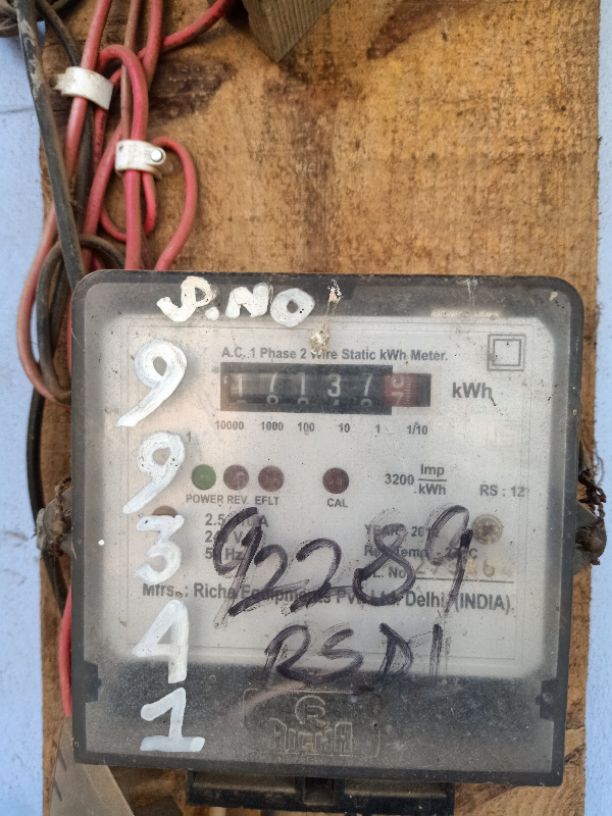 S.NO
9
9
3
4
1
A.C. 1 Phase 2 Wire Static kWh Meter.
17137 kWh
10000 1000 100 10 1 1/10
POWER REV. EFLT CAL
3200 Imp/kWh
RS : 12
92289
Mfrs.: Richa Equipments Pvt. Ltd. Delhi (INDIA).
RSD1